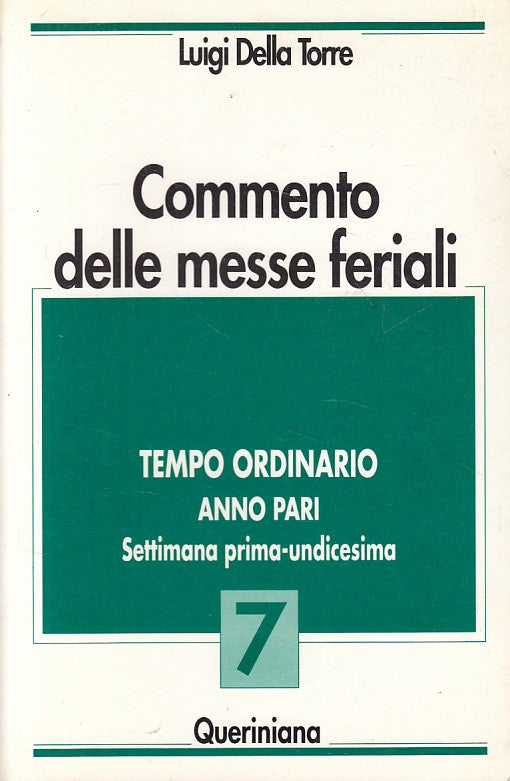 Luigi Della Torre
Commento
delle messe feriali
TEMPO ORDINARIO
ANNO PARI
Settimana prima-undicesima
7
Queriniana